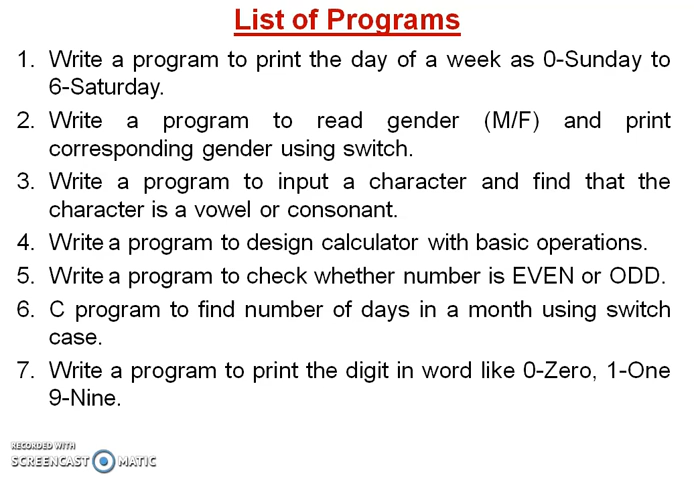 List of Programs
1. Write a program to print the day of a week as 0-Sunday to
6-Saturday.
2. Write a program to read gender (M/F) and print
corresponding gender using switch.
3. Write a program to input a character and find that the
character is a vowel or consonant.
4. Write a program to design calculator with basic operations.
5. Write a program to check whether number is EVEN or ODD.
6. C program to find number of days in a month using switch
case.
7. Write a program to print the digit in word like 0-Zero, 1-One
9-Nine.
RECORDED WITH
SCREENCAST MATIC